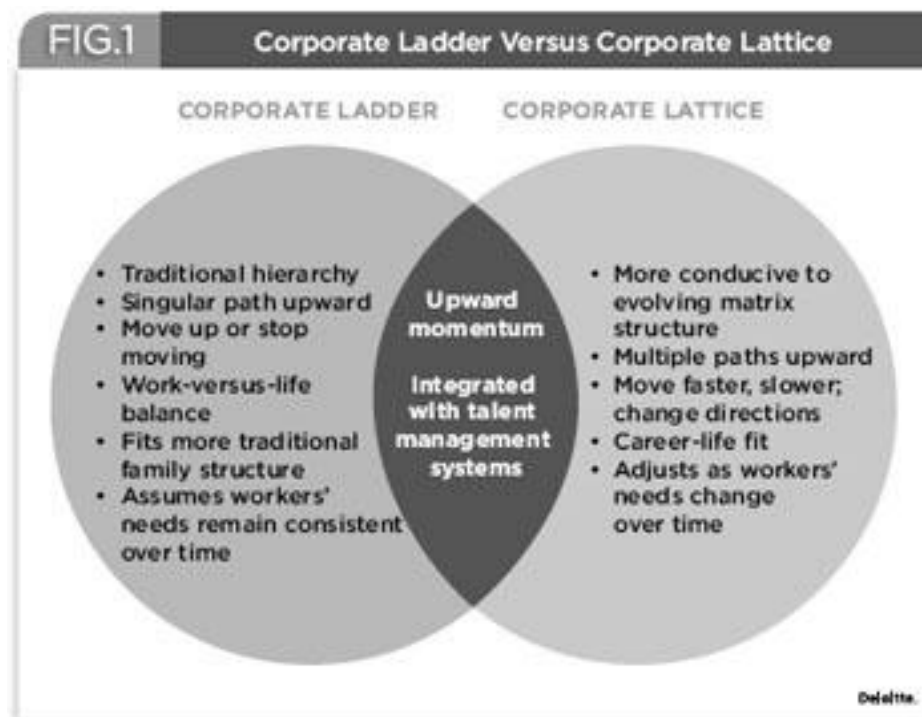 FIG.1
Corporate Ladder Versus Corporate Lattice
CORPORATE LADDER
CORPORATE LATTICE
• Traditional hierarchy
• Singular path upward
• Move up or stop
moving
• Work-versus-life
balance
• Fits more traditional
family structure
• Assumes workers'
needs remain consistent
over time
Upward
momentum
Integrated
with talent
management
systems
• More conducive to
evolving matrix
structure
• Multiple paths upward
• Move faster, slower;
change directions
• Career-life fit
• Adjusts as workers'
needs change
over time
Deloitte.